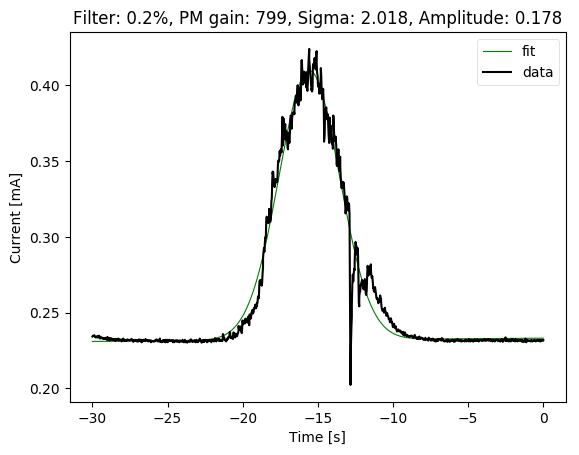 Filter: 0.2%, PM gain: 799, Sigma: 2.018, Amplitude: 0.178
fit
data
0.40
0.35
0.30
0.25
0.20
Current [mA]
−30 −25 −20 −15 −10 −5 0
Time [s]